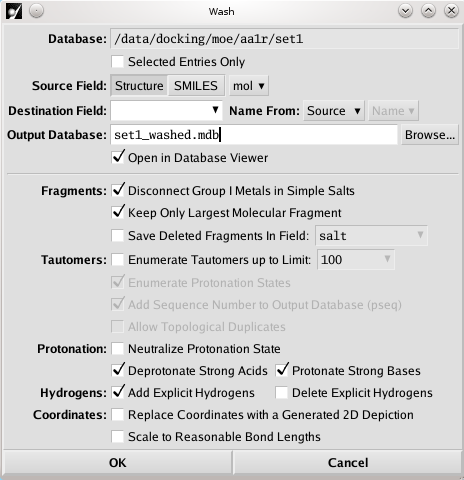 Wash
Database: /data/docking/moe/aa1r/set1
Selected Entries Only
Source Field: Structure SMILES mol
Destination Field: Name From: Source Name
Output Database: set1_washed.mdb Browse...
Open in Database Viewer
Fragments: Disconnect Group I Metals in Simple Salts
Keep Only Largest Molecular Fragment
Save Deleted Fragments In Field: salt
Tautomers: Enumerate Tautomers up to Limit: 100
Enumerate Protonation States
Add Sequence Number to Output Database (pseq)
Allow Topological Duplicates
Protonation: Neutralize Protonation State
Deprotonate Strong Acids Protonate Strong Bases
Hydrogens: Add Explicit Hydrogens Delete Explicit Hydrogens
Coordinates: Replace Coordinates with a Generated 2D Depiction
Scale to Reasonable Bond Lengths
OK Cancel